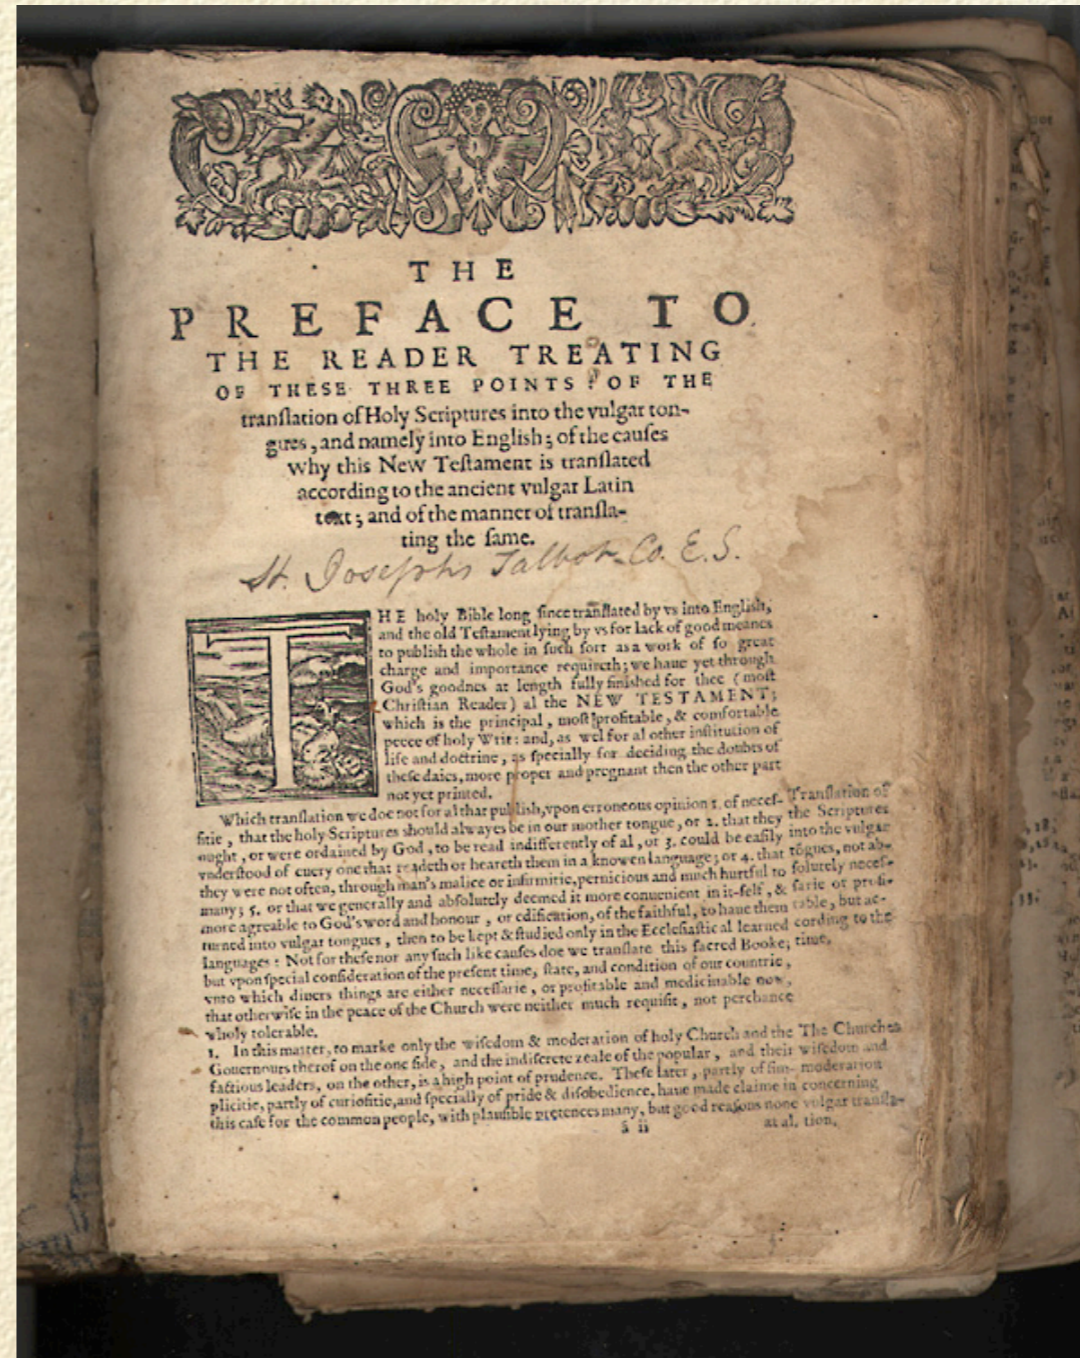 THE
PREFACE TO
THE READER TREATING
OF THESE THREE POINTS: OF THE
tranſlation of Holy Scriptures into the vulgar ton-
gues, and namely into Engliſh; of the cauſes
why this New Teſtament is tranſlated
according to the ancient vulgar Latin
text; and of the manner of tranſla-
ting the ſame.
St. Josephs Talbot Co. E.S.
THE holy Bible long ſince tranſlated by vs into Engliſh,
and the old Teſtament lying by vs for lack of good meanes
to publiſh the whole in ſuch ſort as a work of ſo great
charge and importance requireth; we haue yet through
God's goodnes at length fully finiſhed for thee (moſt
Chriſtian Reader) al the NEW TESTAMENT;
which is the principal, moſt profitable, & comfortable
peece of holy Writ: and, as wel for al other inſtitution of
life and doctrine, as ſpecially for deciding the doubts of
theſe daies, more proper and pregnant then the other part
not yet printed.
Which tranſlation we doe not for al that publiſh, vpon erroneous opinion 1. of neceſ-
ſitie, that the holy Scriptures ſhould alwayes be in our mother tongue, or 2. that they
ought, or were ordained by God, to be read indifferently of al, or 3. could be eaſily
vnderſtood of euery one that readeth or heareth them in a knowen language; or 4. that
they were not often, through man's malice or infirmitie, pernicious and much hurtful to
many; 5. or that we generally and abſolutely deemed it more conuenient in it-ſelf, &
more agreable to God's word and honour, or edification, of the faithful, to haue them
turned into vulgar tongues, then to be kept & ſtudied only in the Eccleſiaſtical learned
languages: Not for theſe nor any ſuch like cauſes doe we tranſlate this ſacred Booke;
but vpon ſpecial conſideration of the preſent time, ſtate, and condition of our countrie,
vnto which diuers things are either neceſſarie, or profitable and medicinable now,
that otherwiſe in the peace of the Church were neither much requiſit, not perchance
wholy tolerable.
Tranſlation of
the Scriptures
into the vulgar
tõgues, not ab-
ſolutely neceſ-
ſarie or profi-
table, but ac-
cording to the
time.
1. In this matter, to marke only the wiſedom & moderation of holy Church and the
Gouernours therof on the one ſide, and the indiſcrete zeale of the popular, and their
factious leaders, on the other, is a high point of prudence. Theſe later, partly of ſim-
plicitie, partly of curioſitie, and ſpecially of pride & diſobedience, haue made claime in
this caſe for the common people, with plauſible pretences many, but good reaſons none
The Churches
wiſedom and
moderation
concerning
vulgar tranſla-
tion.
ã ii
at al.